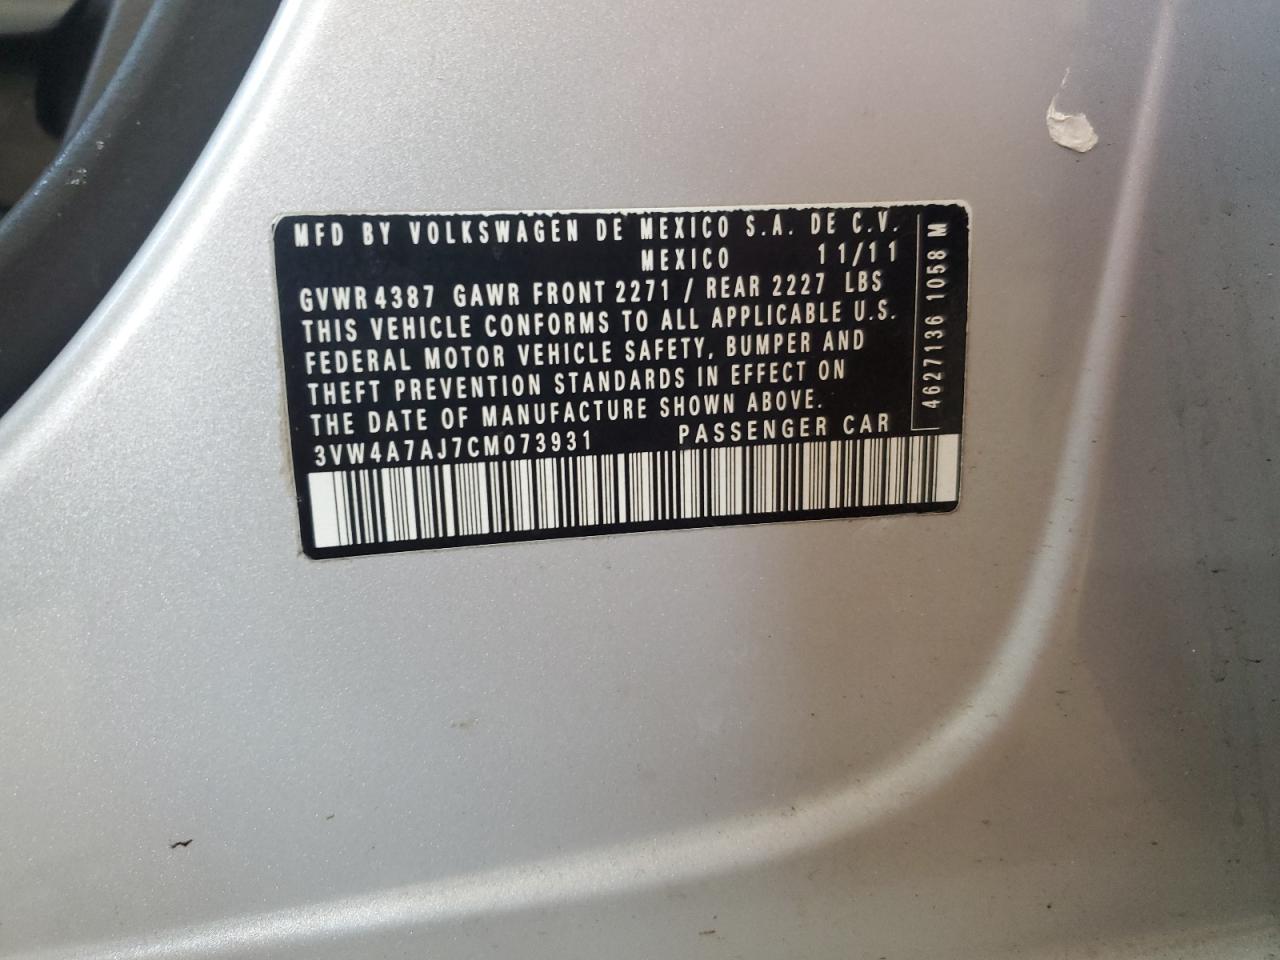 MFD BY VOLKSWAGEN DE MEXICO S.A. DE C.V.
MEXICO 11/11
GVWR 4387 GAWR FRONT 2271 / REAR 2227 LBS
THIS VEHICLE CONFORMS TO ALL APPLICABLE U.S.
FEDERAL MOTOR VEHICLE SAFETY, BUMPER AND
THEFT PREVENTION STANDARDS IN EFFECT ON
THE DATE OF MANUFACTURE SHOWN ABOVE.
3VW4A7AJ7CM073931 PASSENGER CAR
4627136 1058 M